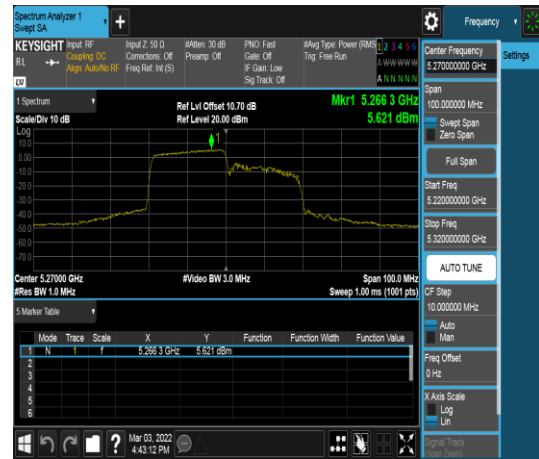 Spectrum Analyzer 1
Swept SA
+
Frequency
KEYSIGHT
RL
Input: RF
Coupling: DC
Align: Auto/No RF
Input Z: 50 Ω
Corrections: Off
Freq Ref: Int (S)
#Atten: 30 dB
Preamp: Off
PNO: Fast
Gate: Off
IF Gain: Low
Sig Track: Off
#Avg Type: Power (RMS
Trig: Free Run
1 2 3 4 5 6
A WW WW W
A N N N N N
LXI
1 Spectrum
Scale/Div 10 dB
Ref Lvl Offset 10.70 dB
Ref Level 20.00 dBm
Mkr1 5.266 3 GHz
5.621 dBm
Log
1
10.0
0.00
-10.0
-20.0
-30.0
-40.0
-50.0
-60.0
-70.0
Center 5.27000 GHz
#Video BW 3.0 MHz
Span 100.0 MHz
#Res BW 1.0 MHz
Sweep 1.00 ms (1001 pts)
5 Marker Table
Mode Trace Scale X Y Function Function Width Function Value
1 N 1 f 5.266 3 GHz 5.621 dBm
2
3
4
5
6
Mar 03, 2022
4:43:12 PM
?
Center Frequency
5.270000000 GHz
Settings
Span
100.000000 MHz
Swept Span
Zero Span
Full Span
Start Freq
5.220000000 GHz
Stop Freq
5.320000000 GHz
AUTO TUNE
CF Step
10.000000 MHz
Auto
Man
Freq Offset
0 Hz
X Axis Scale
Log
Lin
Signal Track
(Span Zoom)